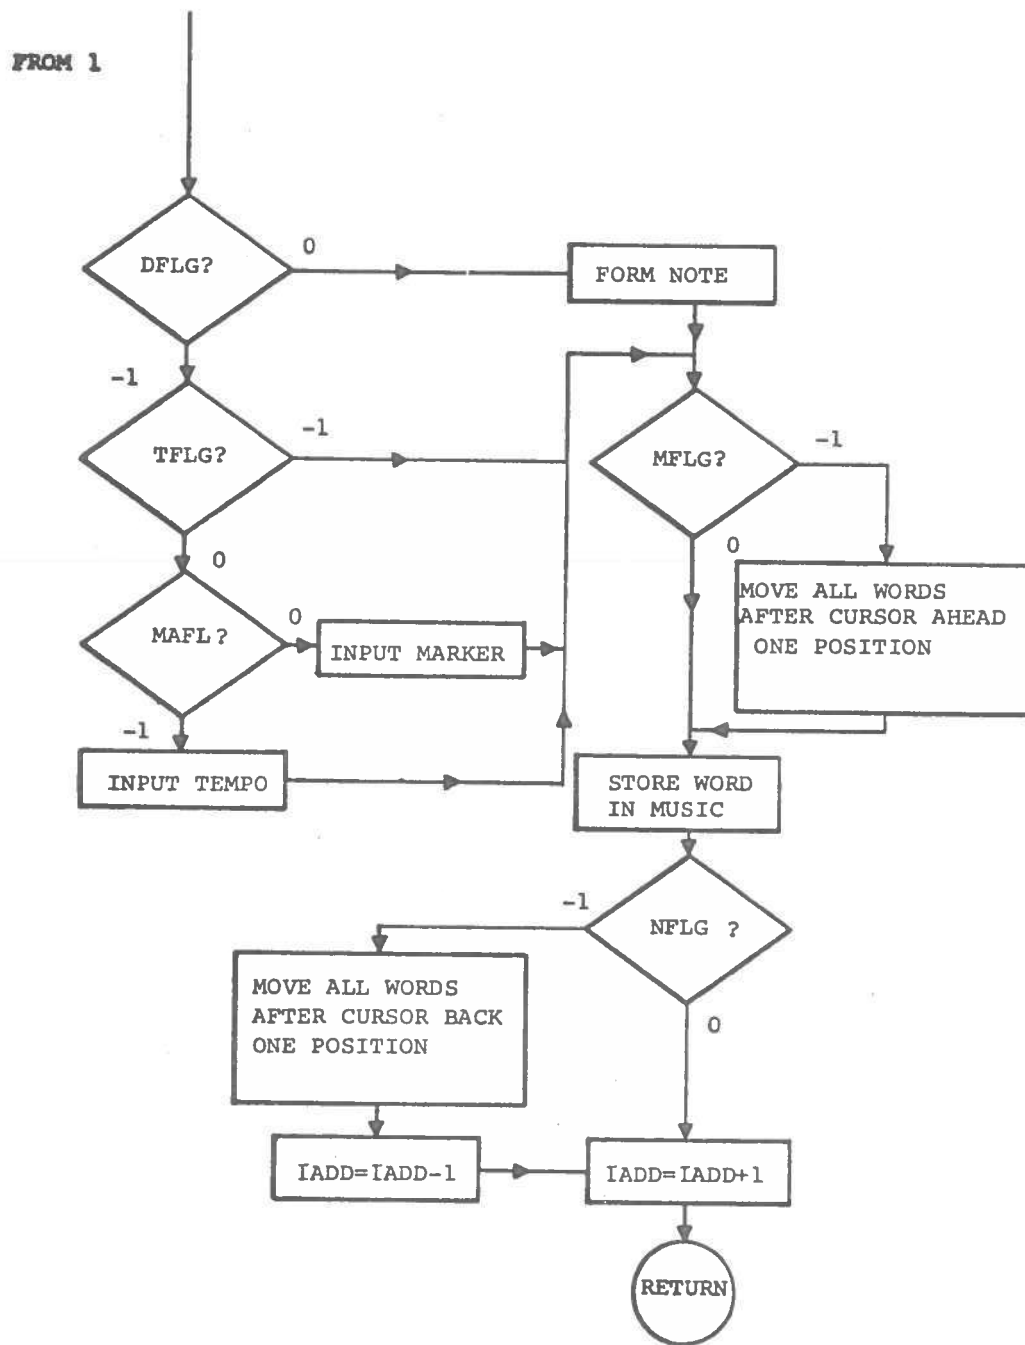 FROM 1
DFLG?
0
FORM NOTE
-1
TFLG?
-1
MFLG?
-1
0
0
MAFL?
0
INPUT MARKER
MOVE ALL WORDS
AFTER CURSOR AHEAD
ONE POSITION
-1
INPUT TEMPO
STORE WORD
IN MUSIC
-1
NFLG ?
MOVE ALL WORDS
AFTER CURSOR BACK
ONE POSITION
0
IADD=IADD-1
IADD=IADD+1
RETURN